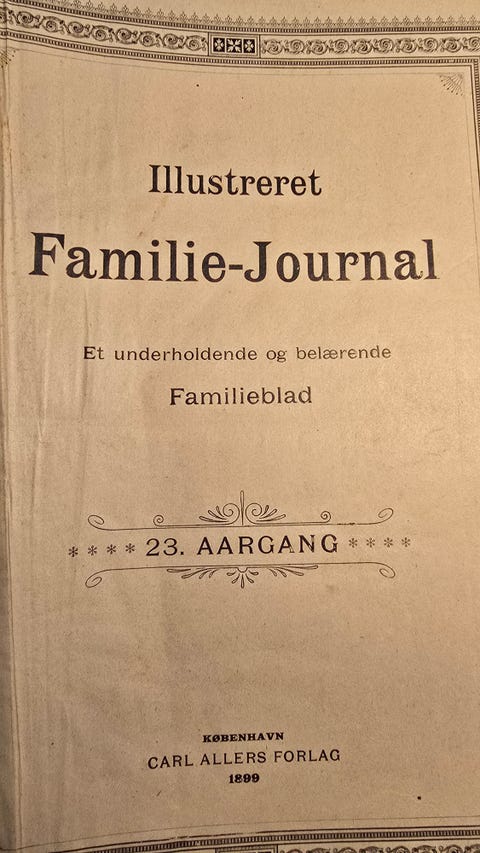 Illustreret
Familie-Journal
Et underholdende og belærende
Familieblad
**** 23. AARGANG ****
KØBENHAVN
CARL ALLERS FORLAG
1899